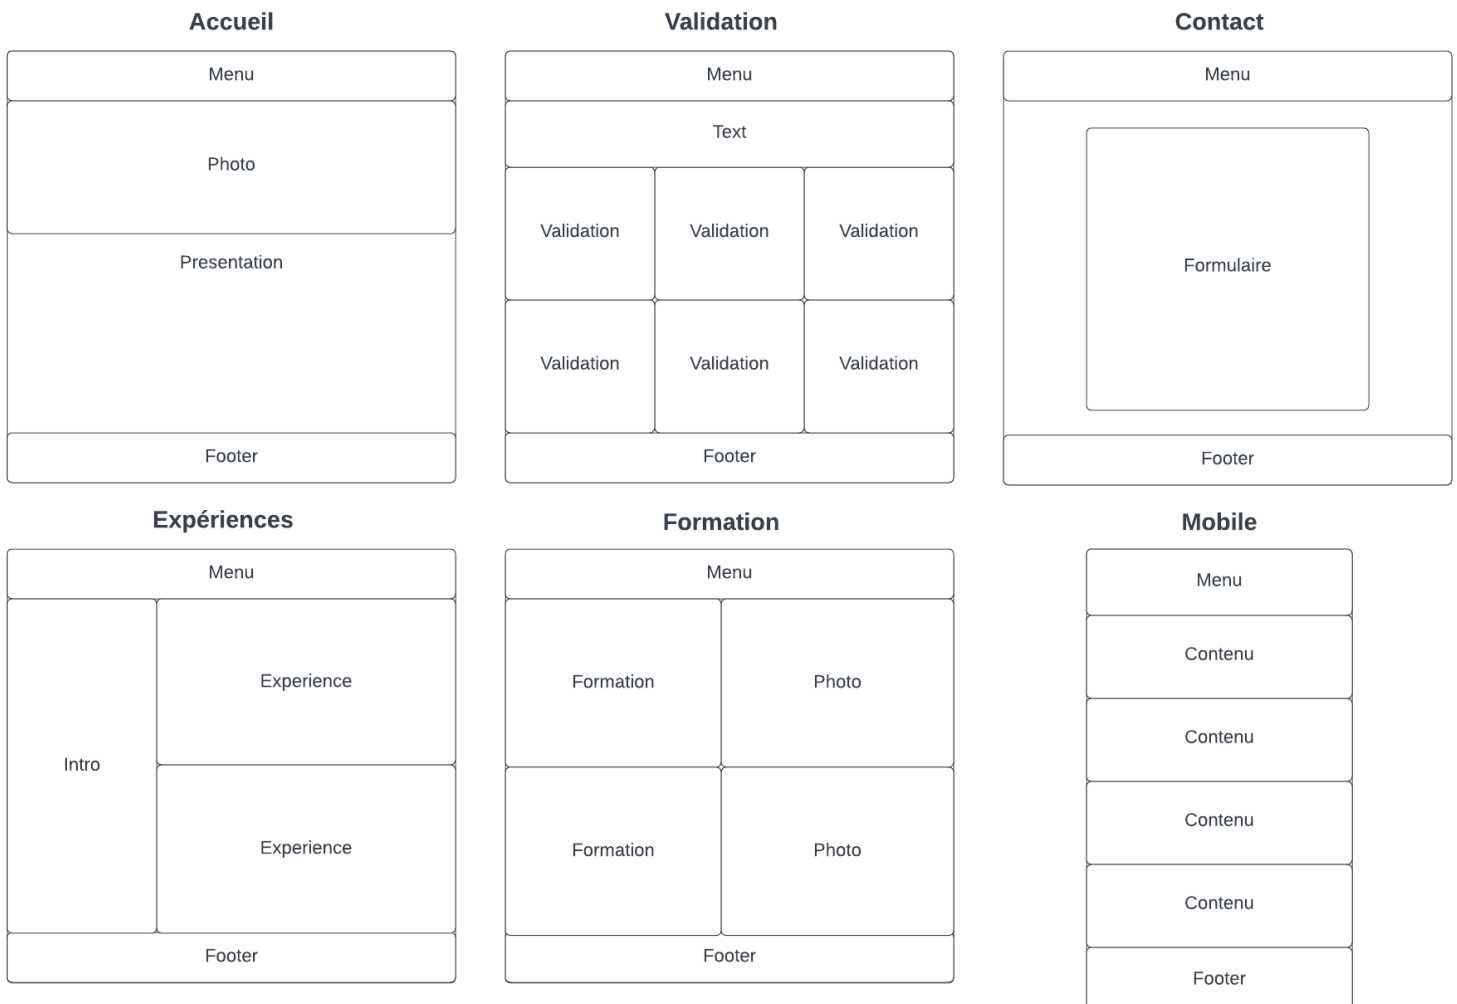 Accueil
Menu
Photo
Presentation
Footer
Validation
Menu
Text
Validation
Validation
Validation
Validation
Validation
Validation
Footer
Contact
Menu
Formulaire
Footer
Expériences
Menu
Intro
Experience
Experience
Footer
Formation
Menu
Formation
Photo
Formation
Photo
Footer
Mobile
Menu
Contenu
Contenu
Contenu
Contenu
Footer